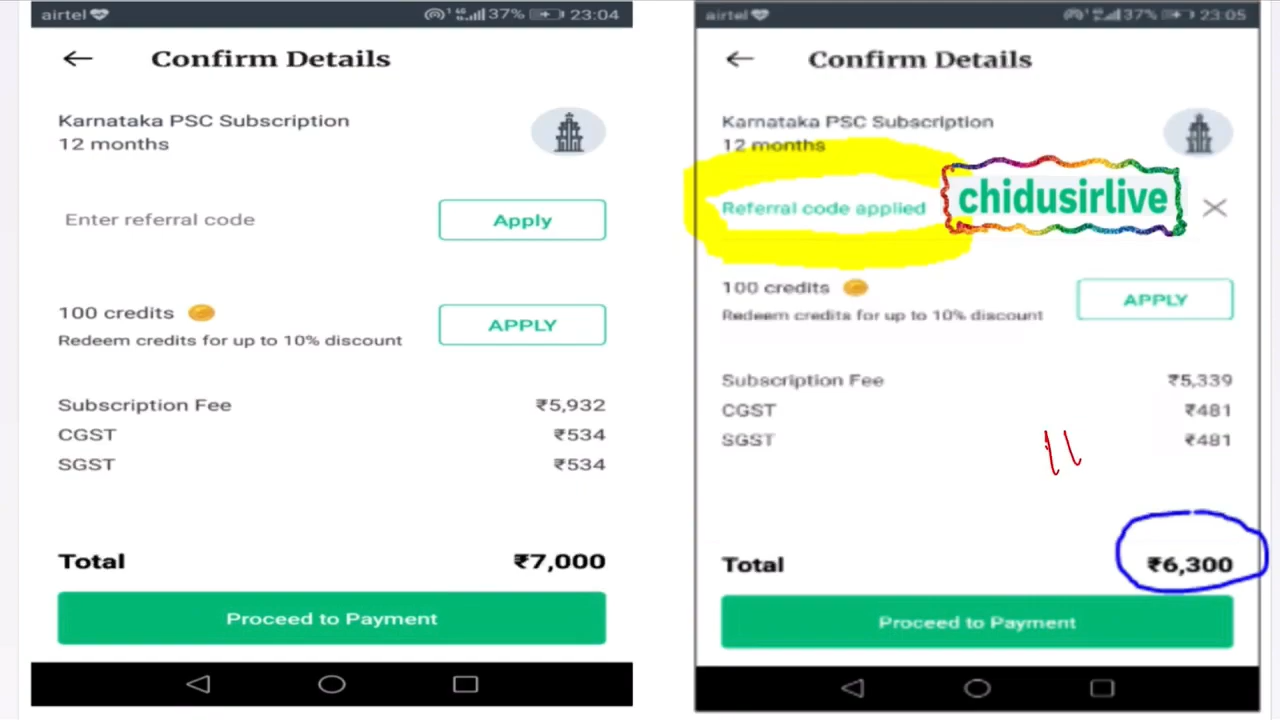 airtel 37% 23:04
Confirm Details
Karnataka PSC Subscription
12 months
Enter referral code Apply
100 credits APPLY
Redeem credits for up to 10% discount
Subscription Fee ₹5,932
CGST ₹534
SGST ₹534
Total ₹7,000
Proceed to Payment
airtel 37% 23:05
Confirm Details
Karnataka PSC Subscription
12 months
Referral code applied chidusirlive
100 credits APPLY
Redeem credits for up to 10% discount
Subscription Fee ₹5,339
CGST ₹481
SGST ₹481
Total ₹6,300
Proceed to Payment